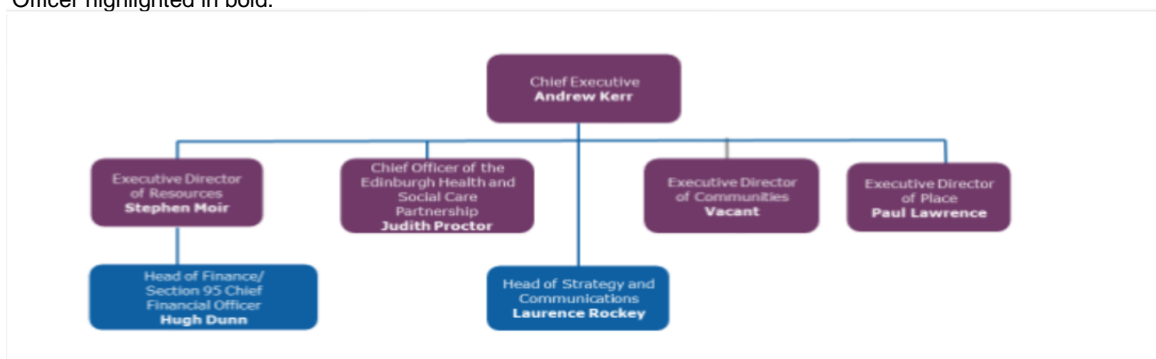 Officer highlighted in bold.
Chief Executive
Andrew Kerr
Executive Director
of Resources
Stephen Moir
Chief Officer of the
Edinburgh Health and
Social Care
Partnership
Judith Proctor
Executive Director
of Communities
Vacant
Executive Director
of Place
Paul Lawrence
Head of Finance/
Section 95 Chief
Financial Officer
Hugh Dunn
Head of Strategy and
Communications
Laurence Rockey